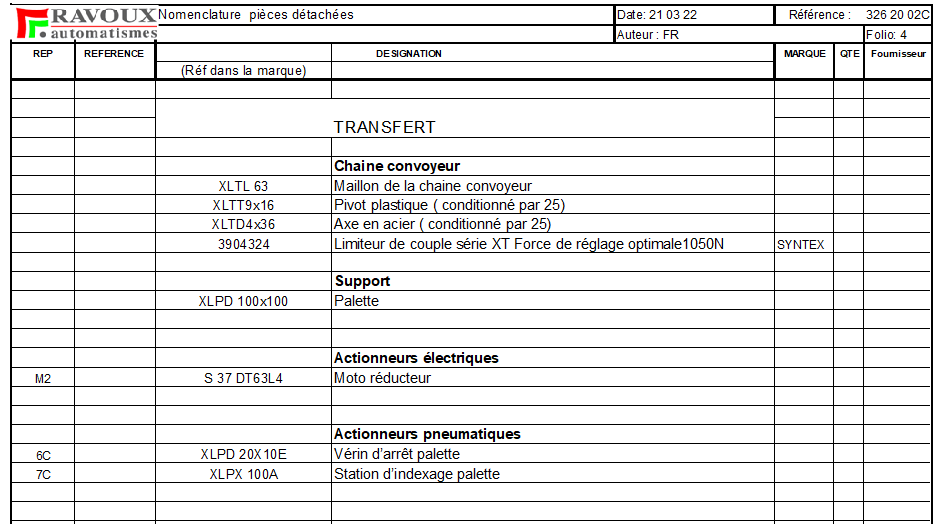 RAVOUX automatismes Nomenclature pièces détachées Date: 21 03 22 Référence : 326 20 02C
Auteur : FR Folio: 4
REP REFERENCE DESIGNATION MARQUE QTE Fournisseur
(Réf dans la marque)
TRANSFERT
Chaine convoyeur
XLTL 63 Maillon de la chaine convoyeur
XLTT9x16 Pivot plastique ( conditionné par 25)
XLTD4x36 Axe en acier ( conditionné par 25)
3904324 Limiteur de couple série XT Force de réglage optimale1050N SYNTEX
Support
XLPD 100x100 Palette
Actionneurs électriques
M2 S 37 DT63L4 Moto réducteur
Actionneurs pneumatiques
6C XLPD 20X10E Vérin d'arrêt palette
7C XLPX 100A Station d'indexage palette